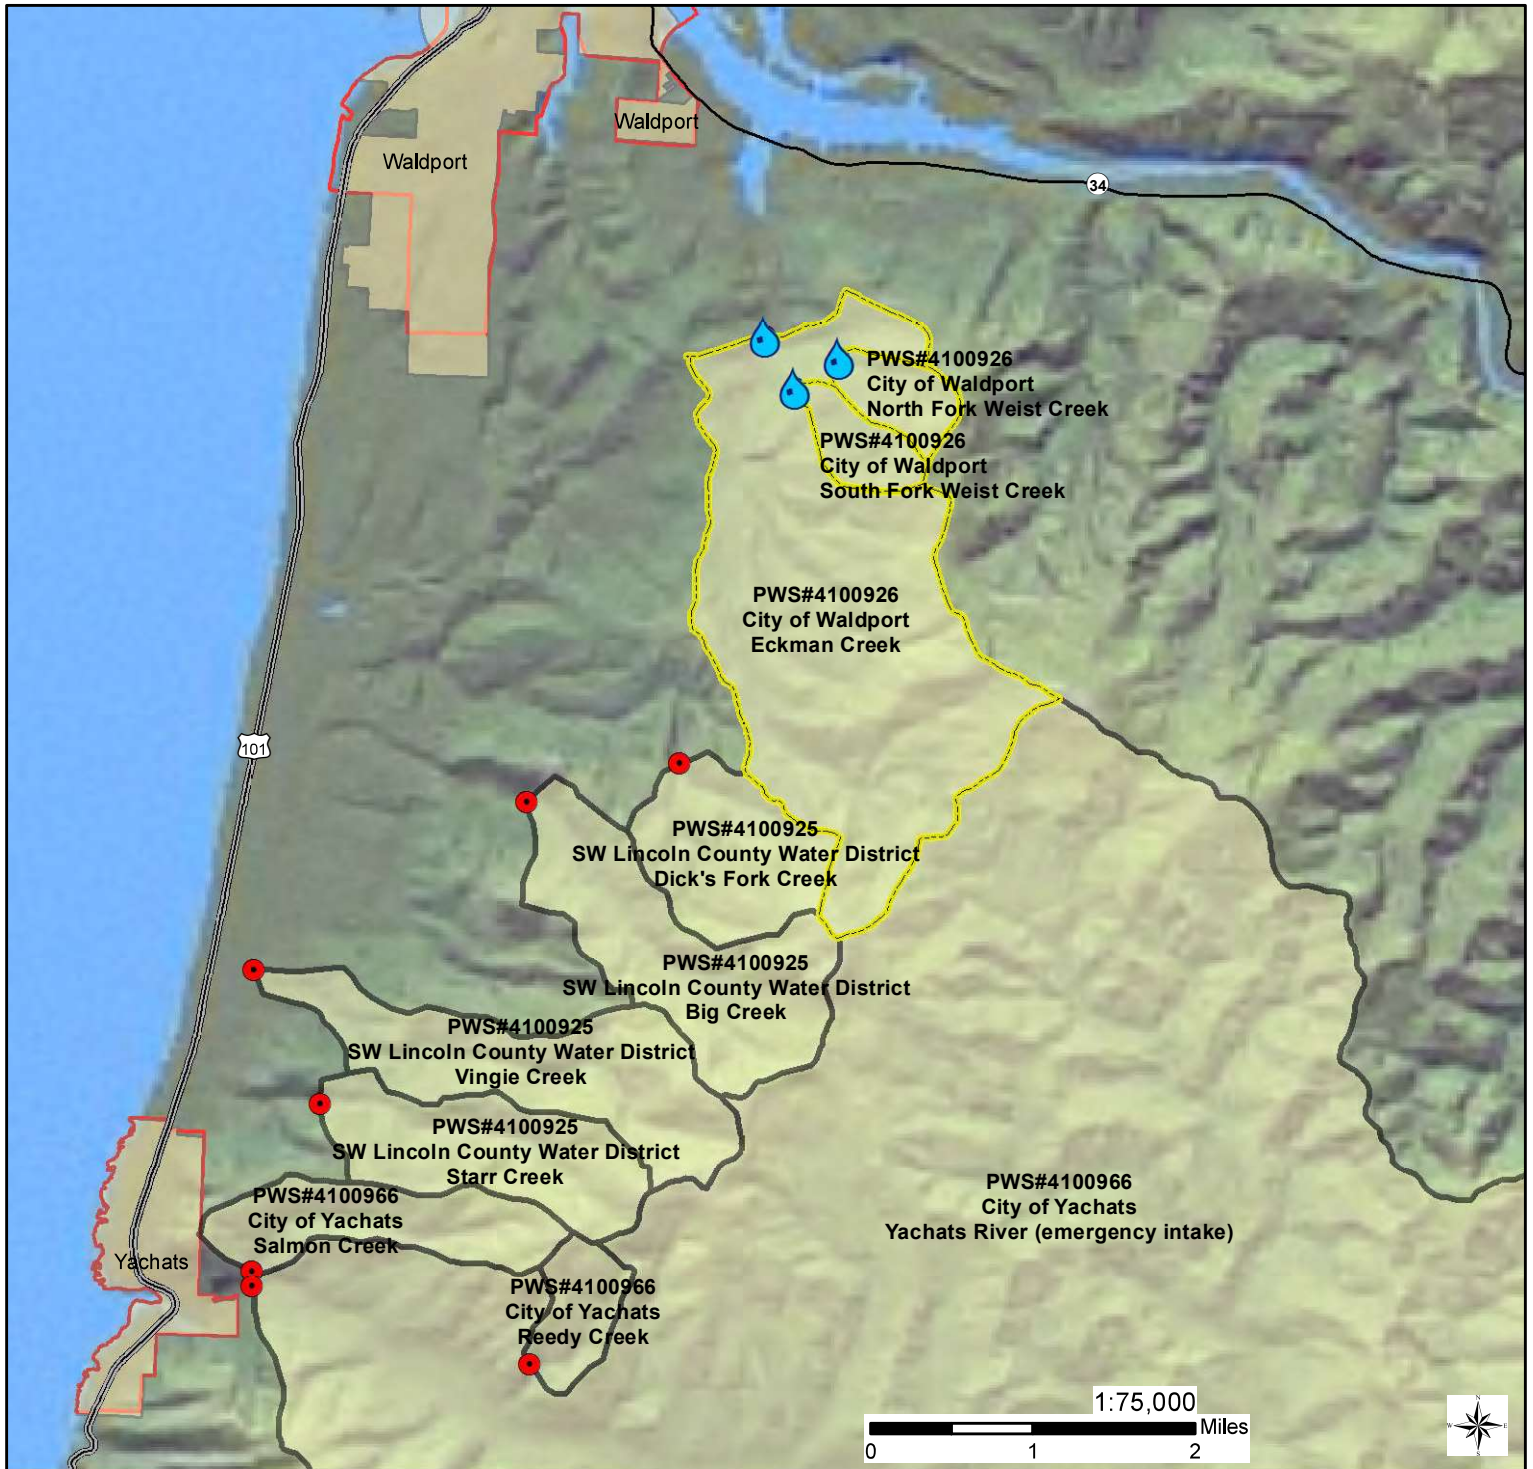 Waldport
Waldport
34
PWS#4100926
City of Waldport
North Fork Weist Creek
PWS#4100926
City of Waldport
South Fork Weist Creek
PWS#4100926
City of Waldport
Eckman Creek
101
PWS#4100925
SW Lincoln County Water District
Dick's Fork Creek
PWS#4100925
SW Lincoln County Water District
Big Creek
PWS#4100925
SW Lincoln County Water District
Vingie Creek
PWS#4100925
SW Lincoln County Water District
Starr Creek
PWS#4100966
City of Yachats
Salmon Creek
PWS#4100966
City of Yachats
Yachats River (emergency intake)
Yachats
PWS#4100966
City of Yachats
Reedy Creek
1:75,000
Miles
0 1 2
N
W E
S